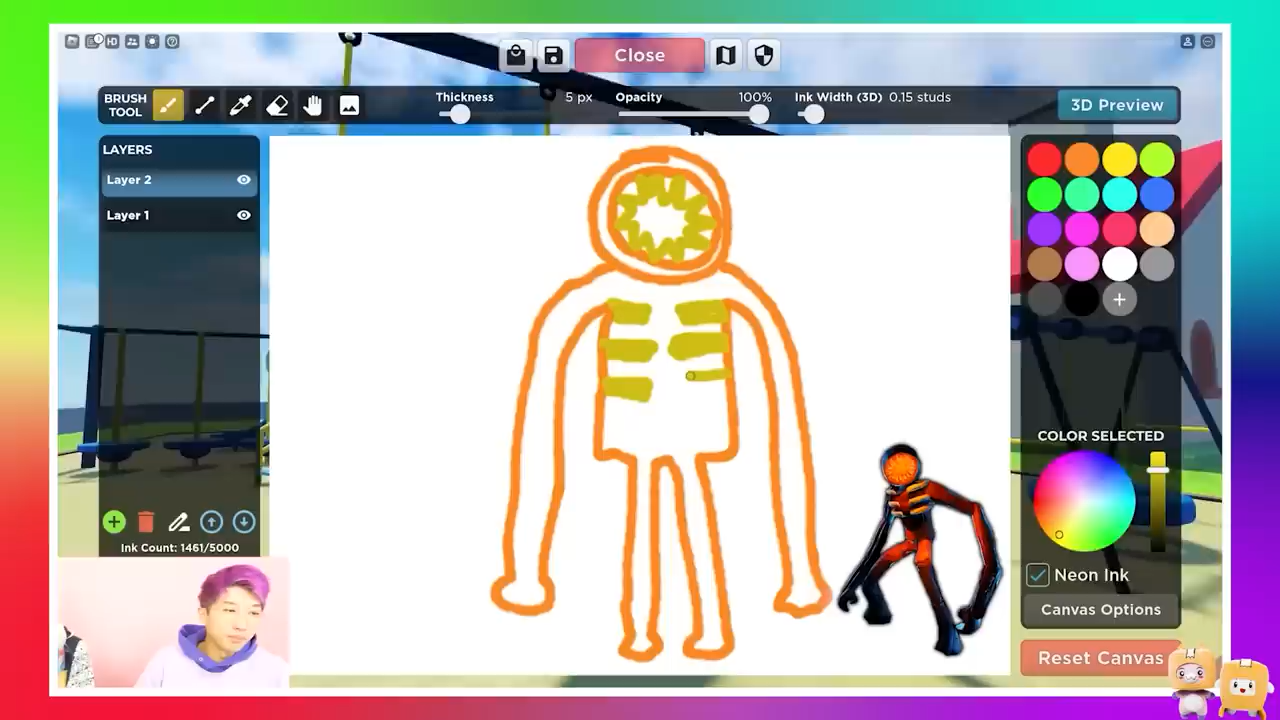 HD
Close
BRUSH
TOOL
Thickness
5 px
Opacity
100%
Ink Width (3D) 0.15 studs
3D Preview
LAYERS
Layer 2
Layer 1
Ink Count: 1461/5000
COLOR SELECTED
Neon Ink
Canvas Options
Reset Canvas